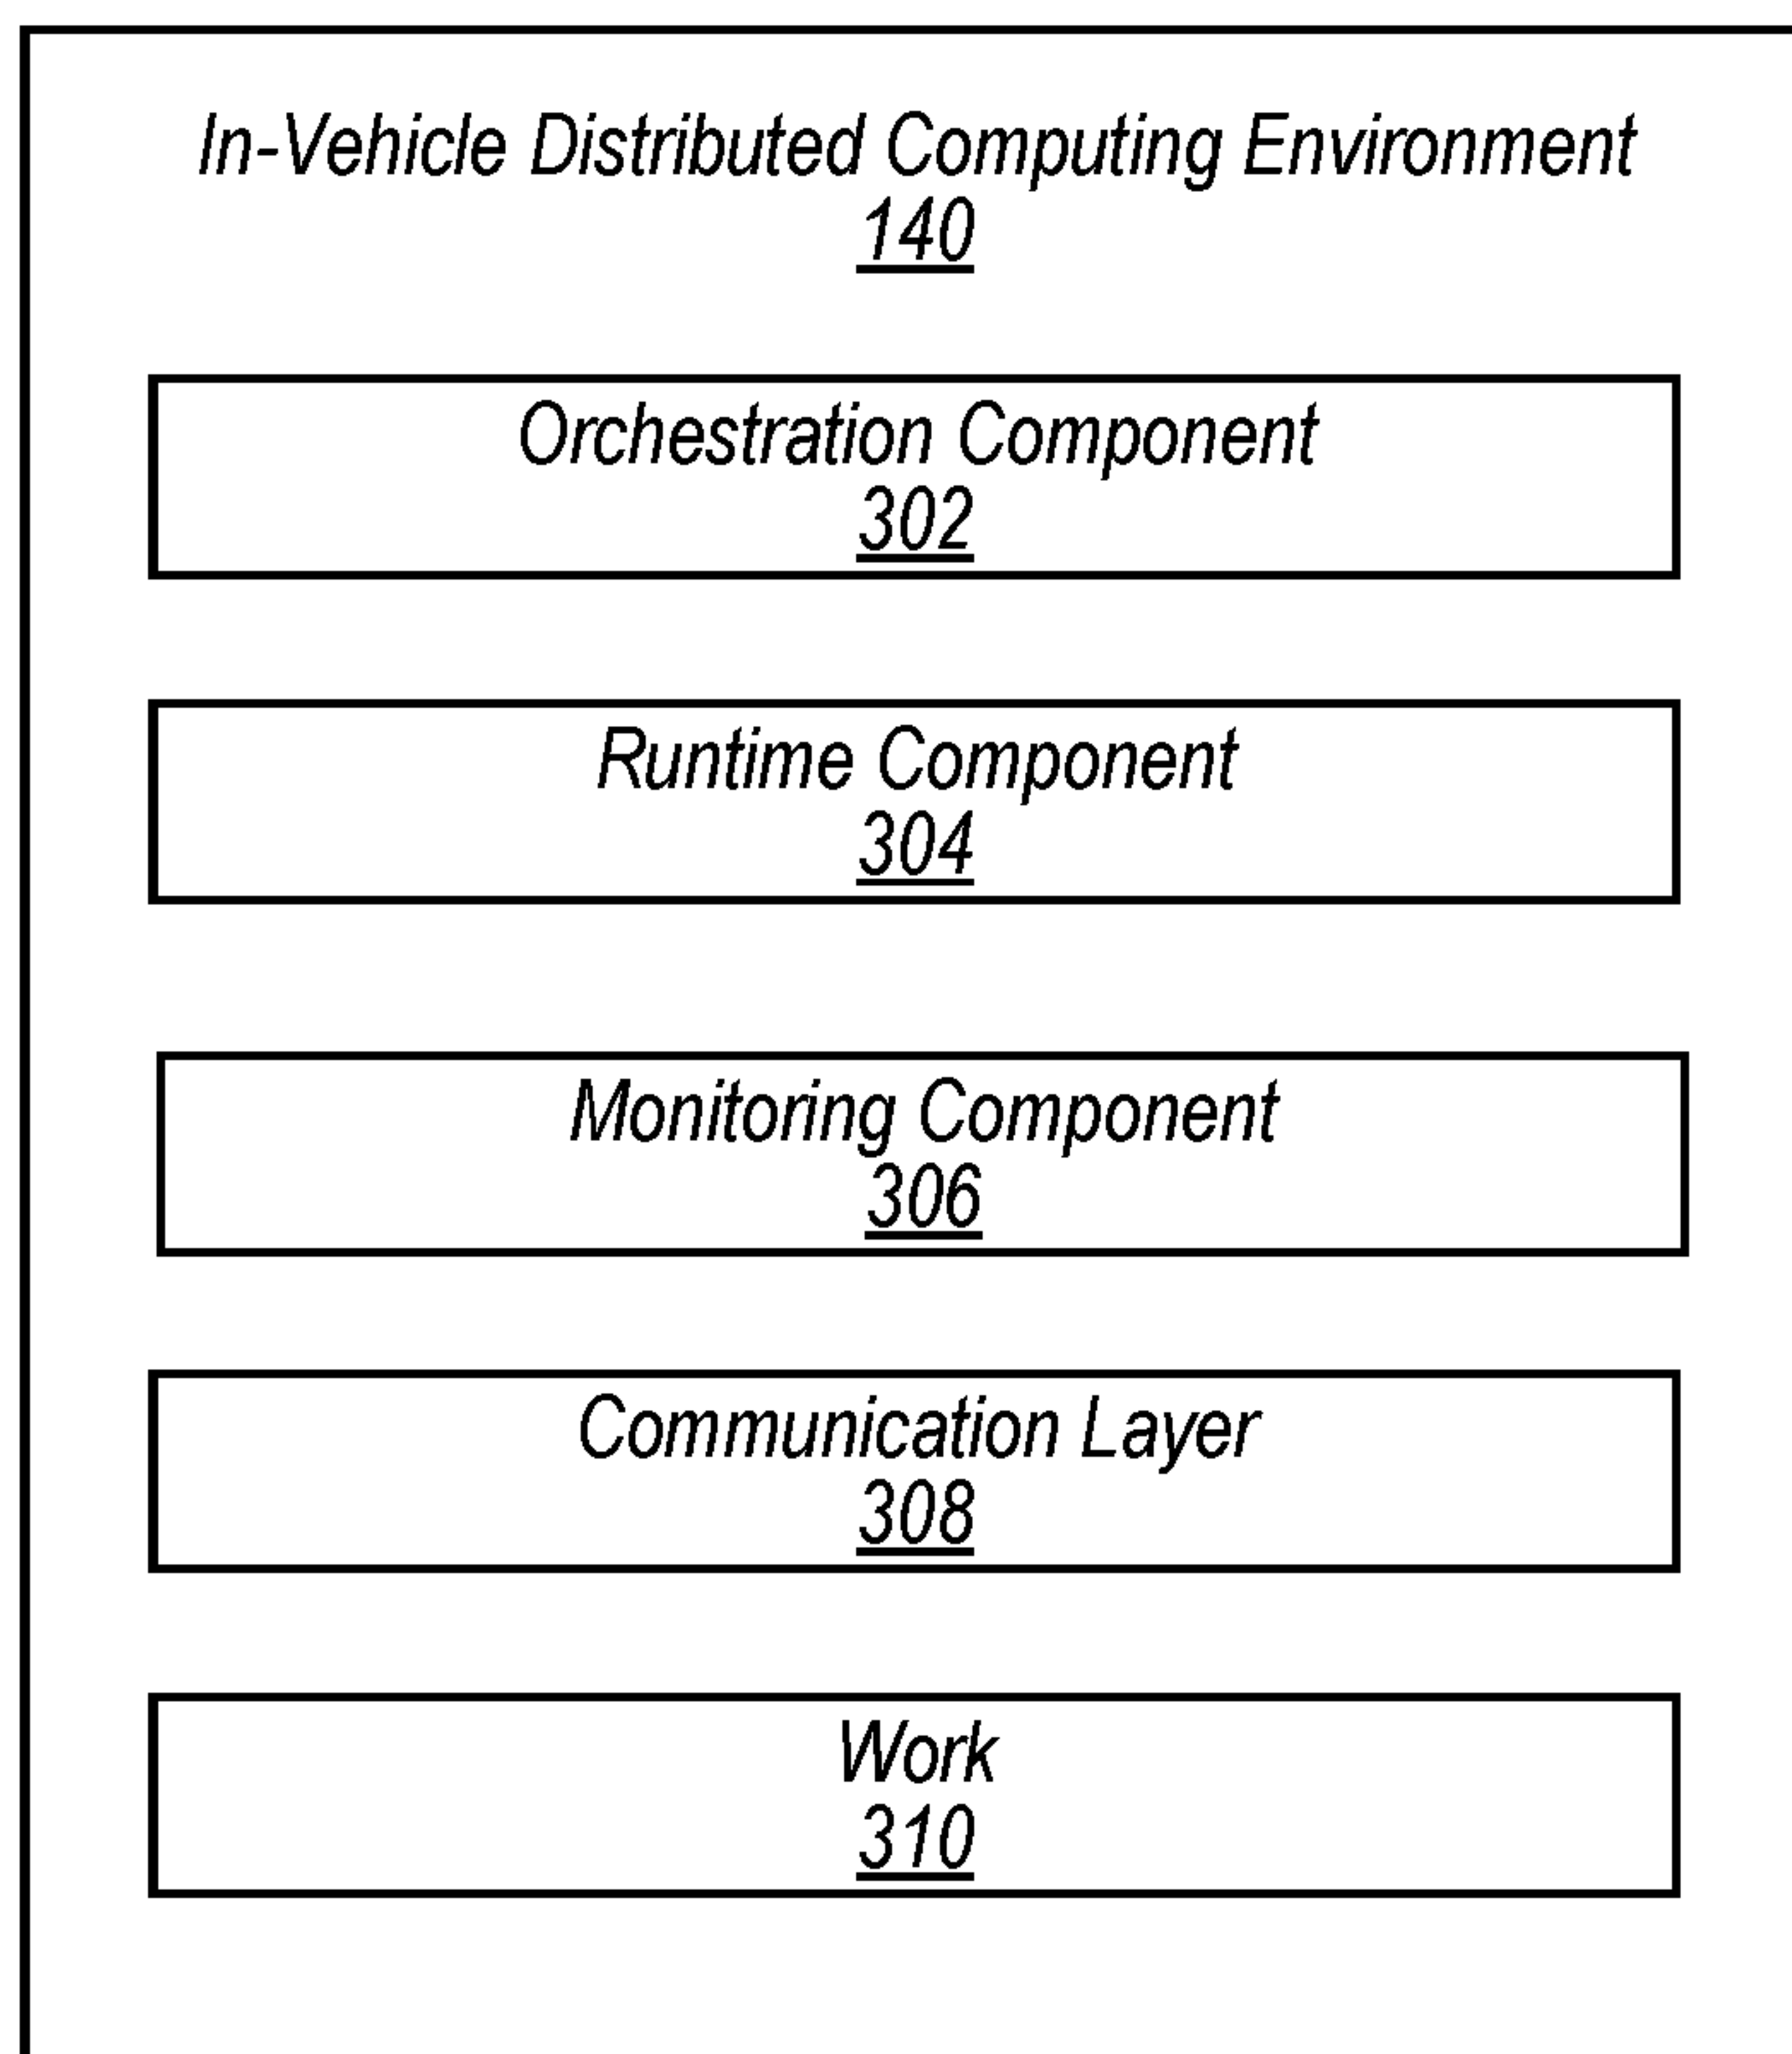 In-Vehicle Distributed Computing Environment
140
Orchestration Component
302
Runtime Component
304
Monitoring Component
306
Communication Layer
308
Work
310